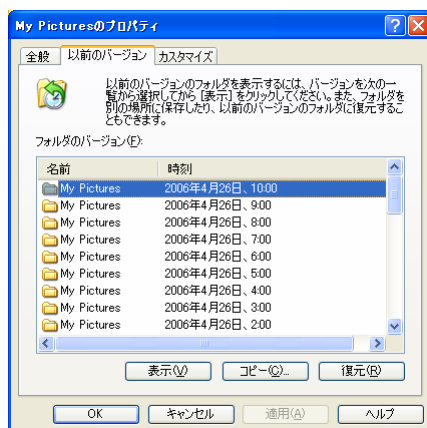 My Picturesのプロパティ
全般 以前のバージョン カスタマイズ
以前のバージョンのフォルダを表示するには、バージョンを次の一
覧から選択してから [表示] をクリックしてください。また、フォルダを
別の場所に保存したり、以前のバージョンのフォルダに復元するこ
ともできます。
フォルダのバージョン(F):
名前 時刻
My Pictures 2006年4月26日、10:00
My Pictures 2006年4月26日、9:00
My Pictures 2006年4月26日、8:00
My Pictures 2006年4月26日、7:00
My Pictures 2006年4月26日、6:00
My Pictures 2006年4月26日、5:00
My Pictures 2006年4月26日、4:00
My Pictures 2006年4月26日、3:00
My Pictures 2006年4月26日、2:00
表示(V) コピー(C)... 復元(R)
OK キャンセル 適用(A) ヘルプ